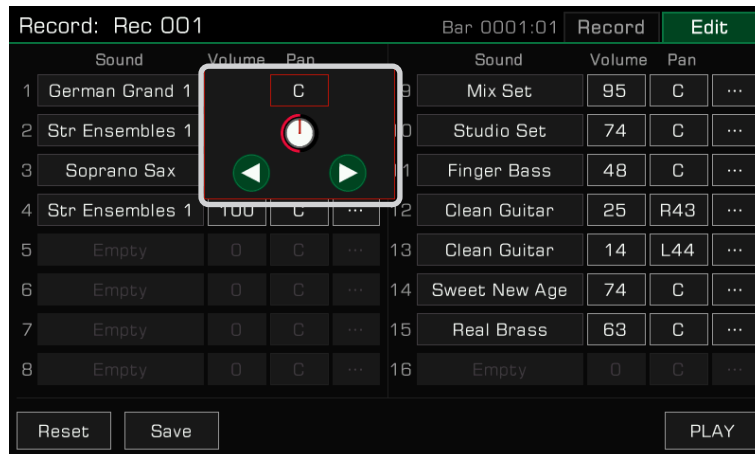 Record: Rec 001 Bar 0001:01 Record Edit
Sound Volume Pan Sound Volume Pan
1 German Grand 1 C 9 Mix Set 95 C ...
2 Str Ensembles 1 10 Studio Set 74 C ...
3 Soprano Sax 11 Finger Bass 48 C ...
4 Str Ensembles 1 100 C ... 12 Clean Guitar 25 R43 ...
5 Empty 0 C ... 13 Clean Guitar 14 L44 ...
6 Empty 0 C ... 14 Sweet New Age 74 C ...
7 Empty 0 C ... 15 Real Brass 63 C ...
8 Empty 0 C ... 16 Empty 0 C ...
Reset Save PLAY